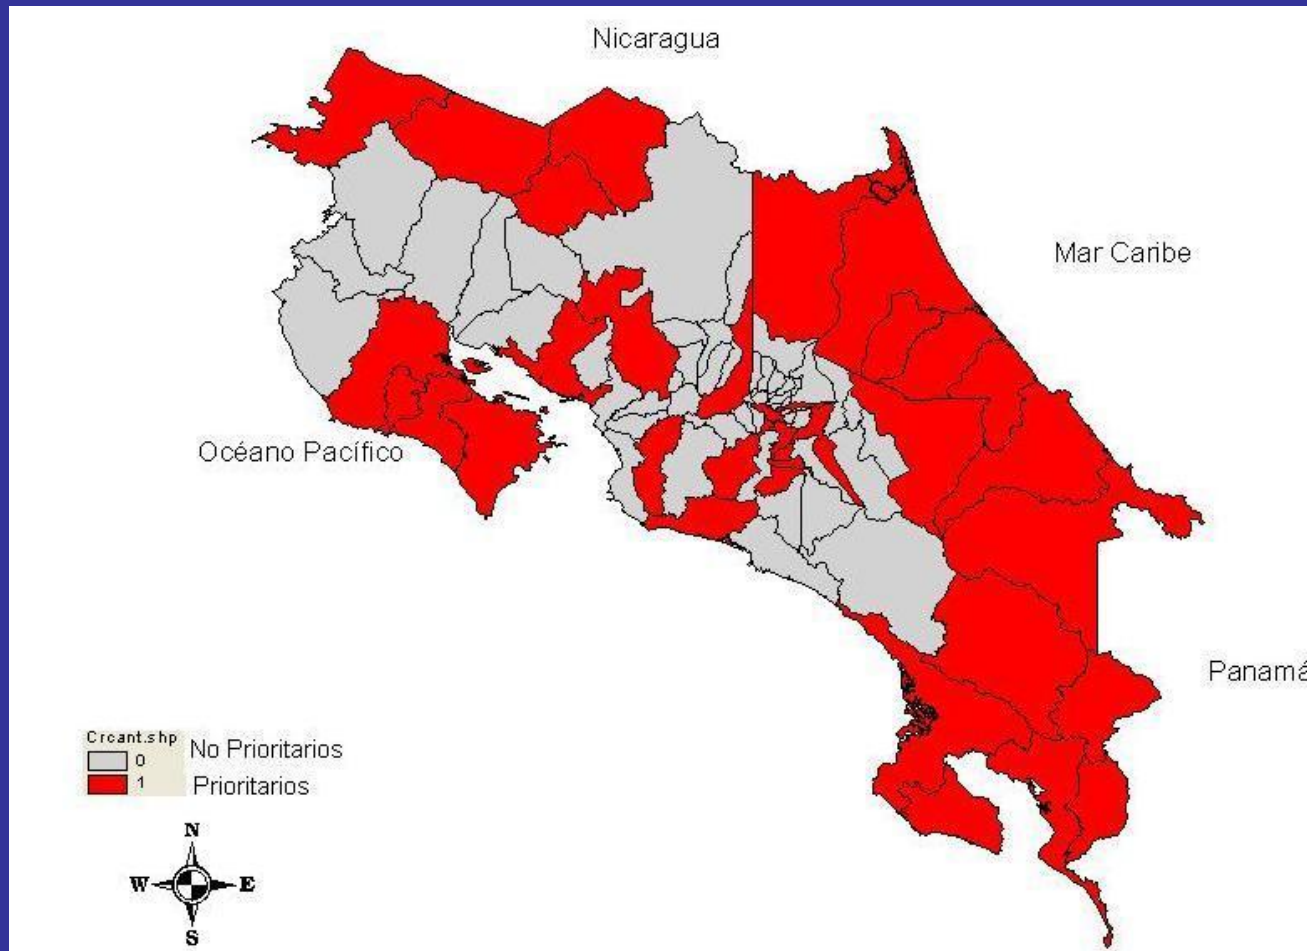 Nicaragua
Mar Caribe
Océano Pacífico
Panamá
Crcant.shp
0 No Prioritarios
1 Prioritarios
N
W E
S